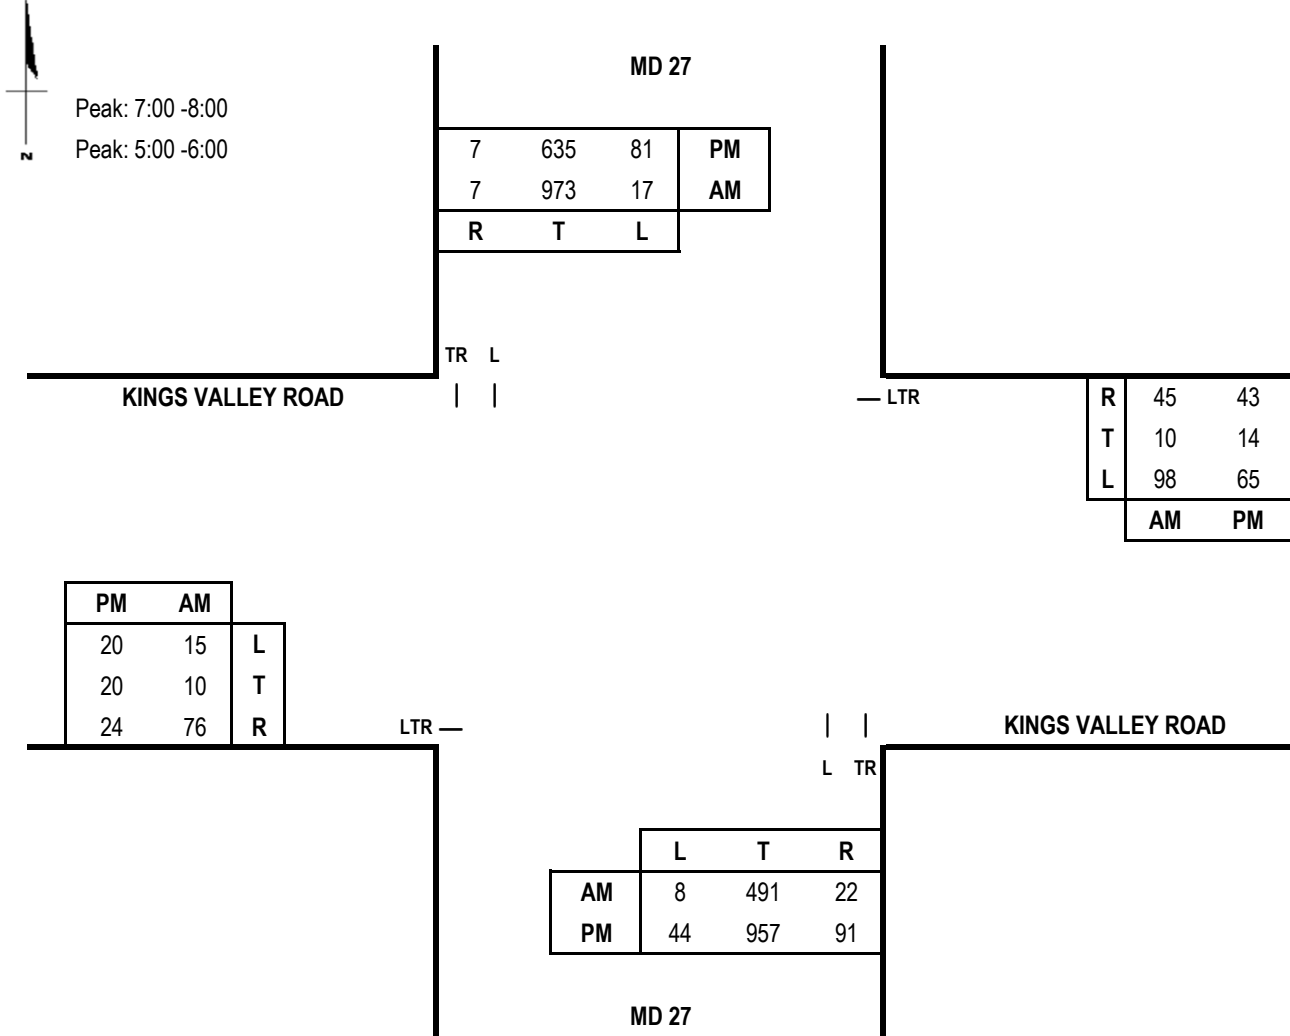 MD 27
Peak: 7:00 -8:00
Peak: 5:00 -6:00
N
7 635 81 PM
7 973 17 AM
R T L
TR L
KINGS VALLEY ROAD
LTR
R 45 43
T 10 14
L 98 65
AM PM
PM AM
20 15 L
20 10 T
24 76 R
LTR
KINGS VALLEY ROAD
L TR
L T R
AM 8 491 22
PM 44 957 91
MD 27